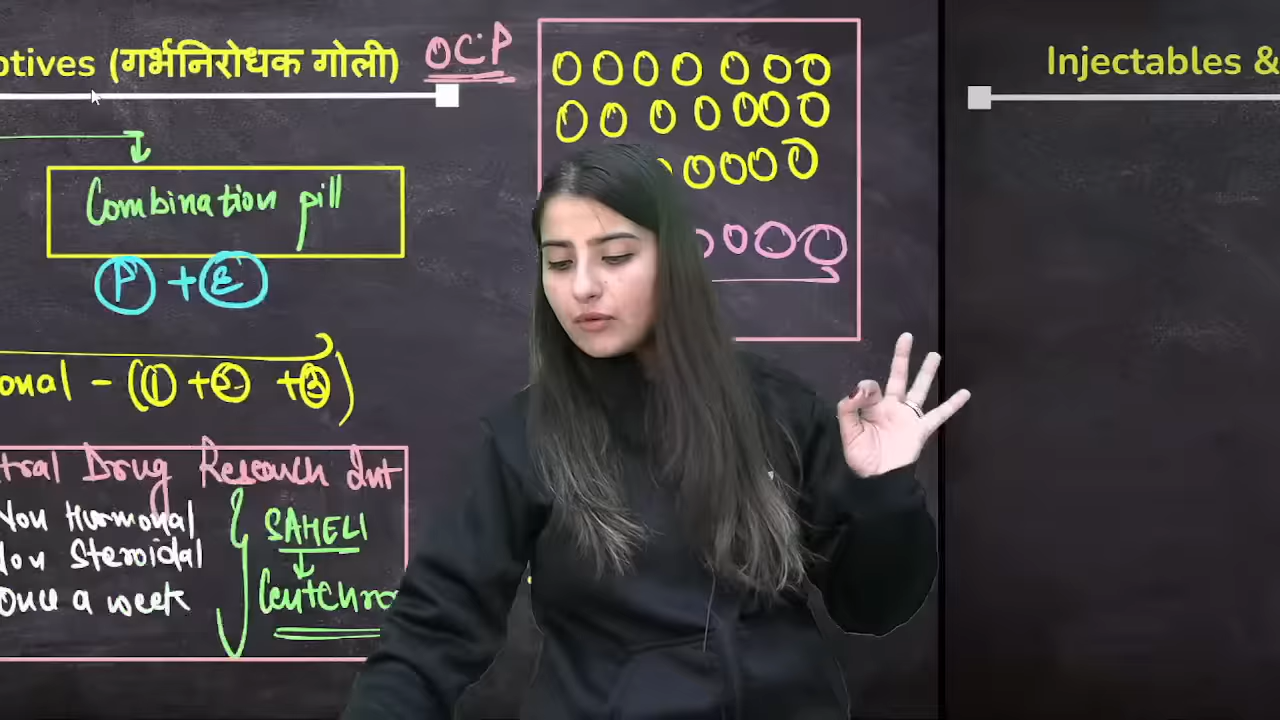 otives (गर्भनिरोधक गोली) OCP
Combination pill
P + E
onal - (1 + 2 + 3)
tral Drug Research Int
Non Hurmonal
Non Steroidal
Once a week
SAHELI
Centchro
Injectables &